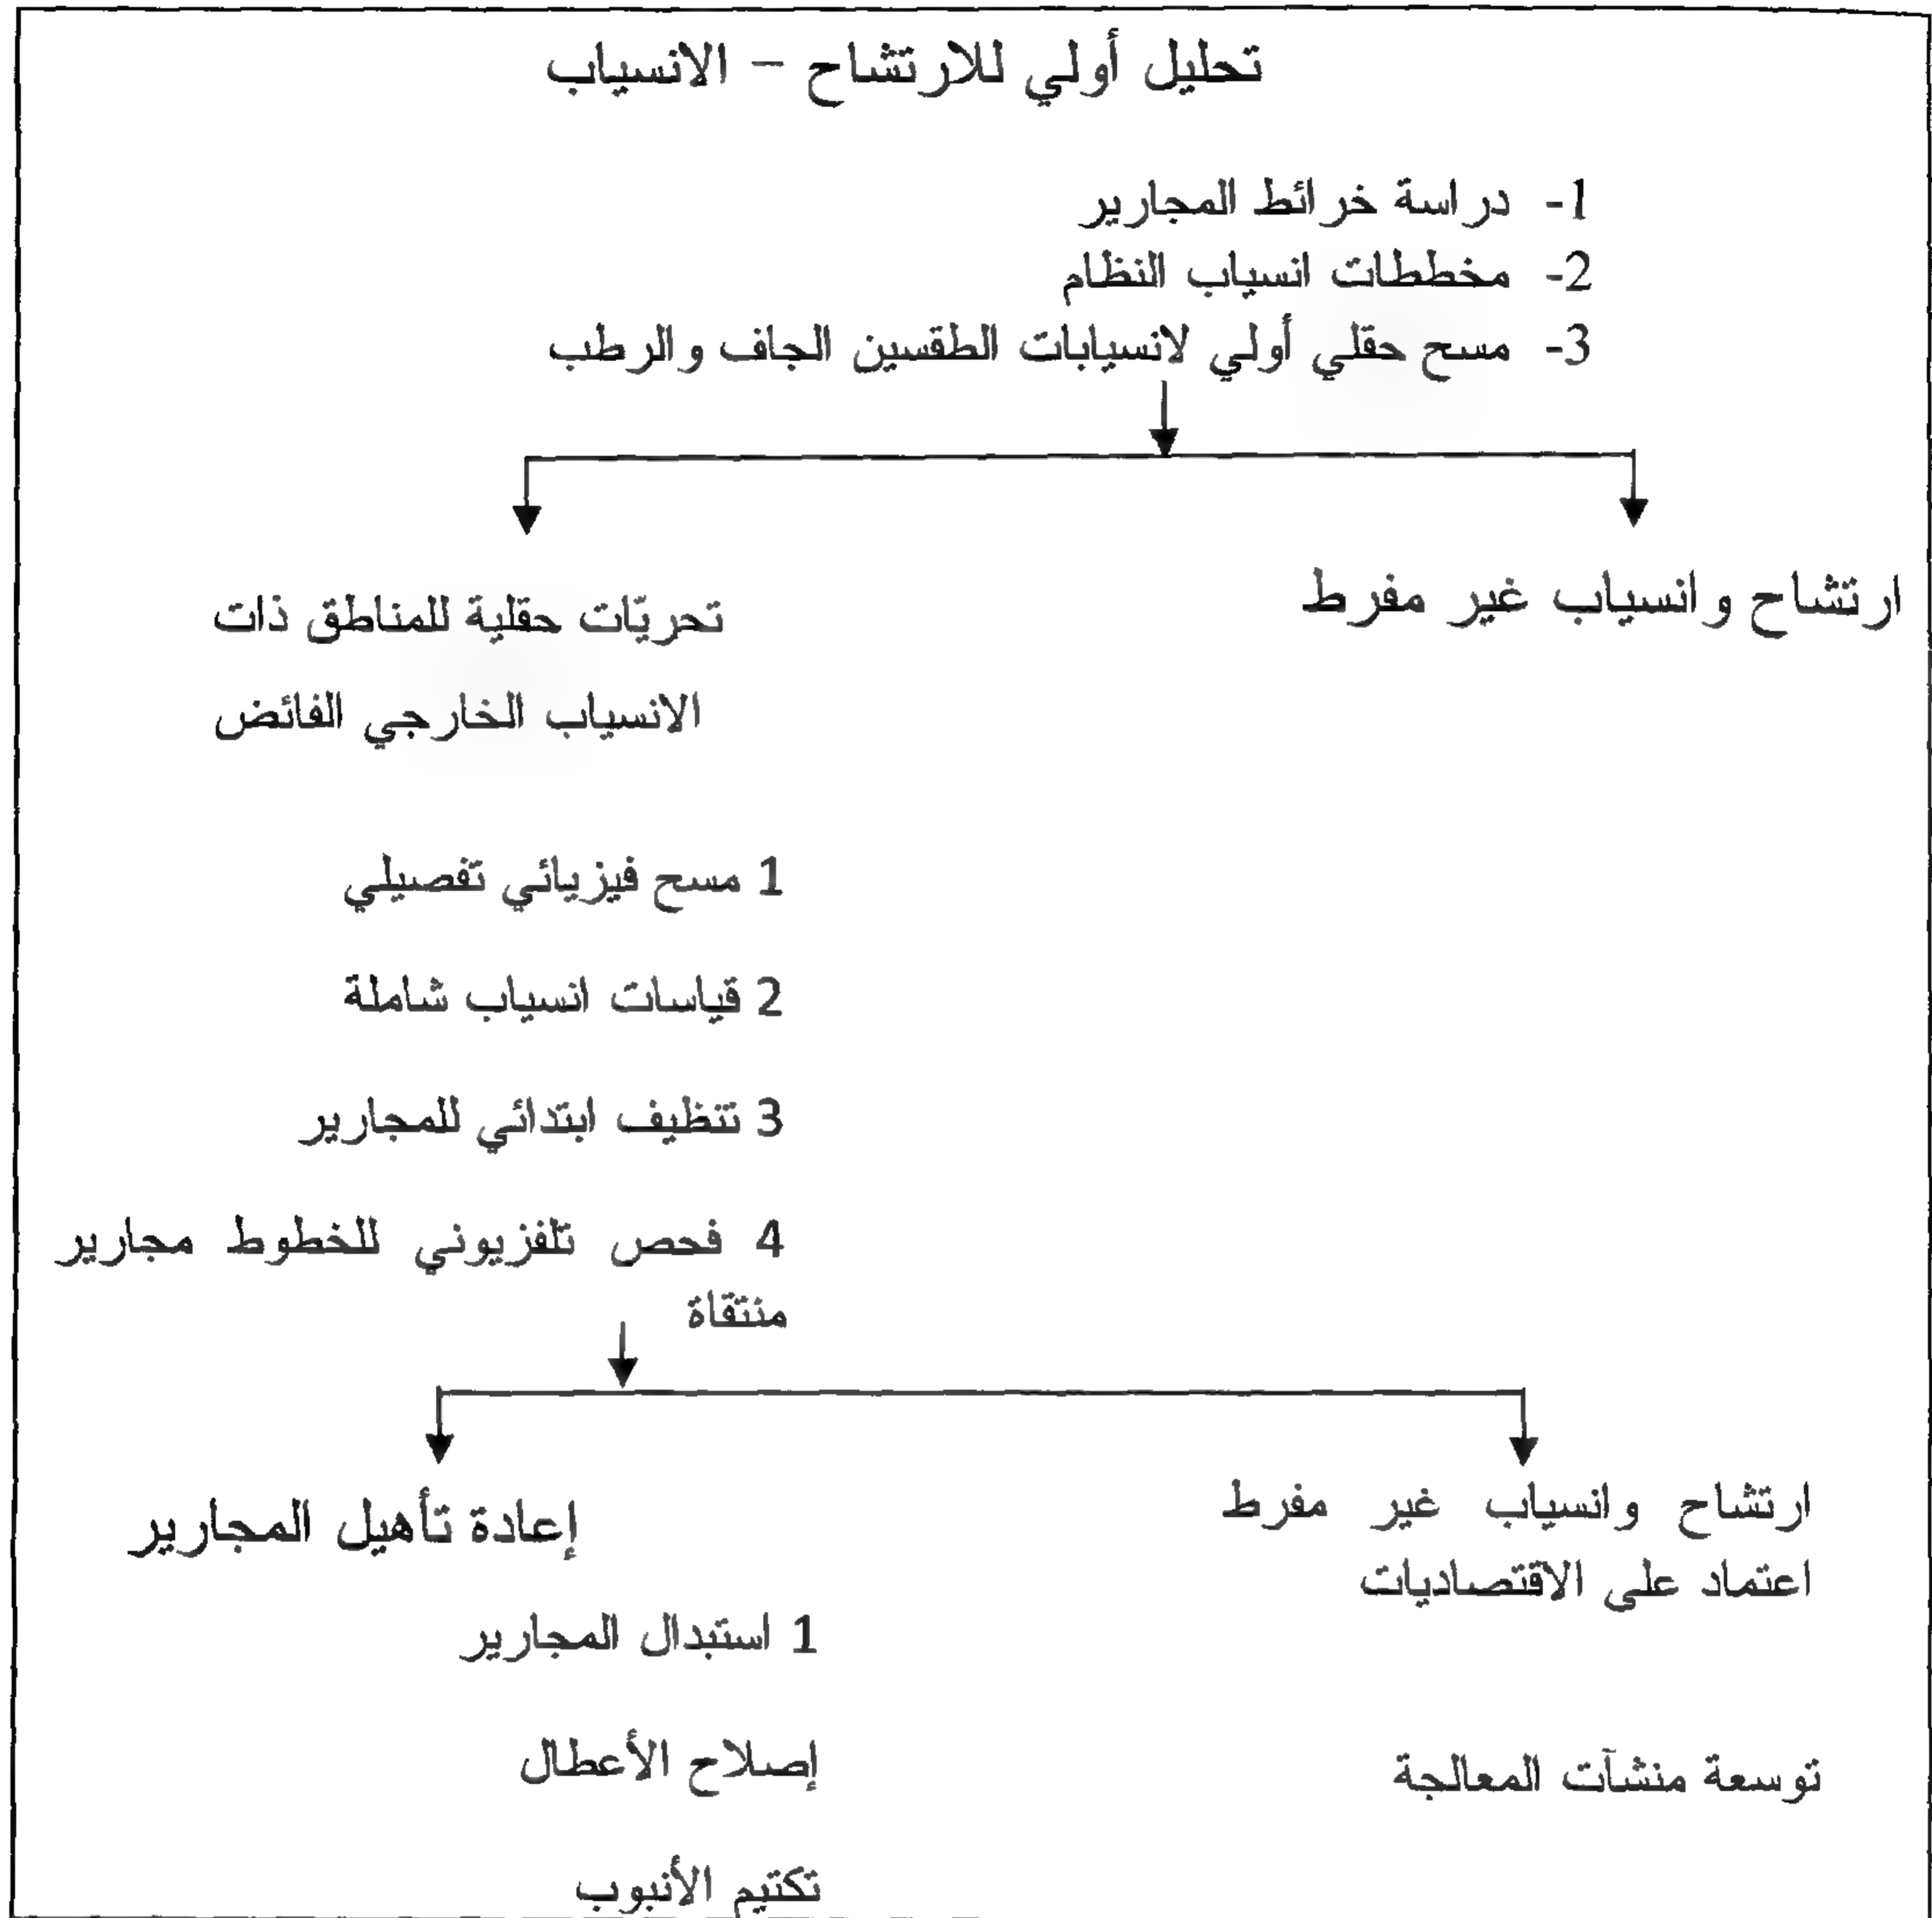 تحليل أولي للارتشاح – الانسياب
1- دراسة خرائط المجارير
2- مخططات انسياب النظام
3- مسح حقلي أولي لانسيابات الطقسين الجاف والرطب
ارتشاح وانسياب غير مفرط
تحريّات حقلية للمناطق ذات
الانسياب الخارجي الفائض
1 مسح فيزيائي تفصيلي
2 قياسات انسياب شاملة
3 تنظيف ابتدائي للمجارير
4 فحص تلفزيوني للخطوط مجارير
منتقاة
ارتشاح وانسياب غير مفرط
اعتماد على الاقتصاديات
توسعة منشآت المعالجة
إعادة تأهيل المجارير
1 استبدال المجارير
إصلاح الأعطال
تكتيم الأنبوب